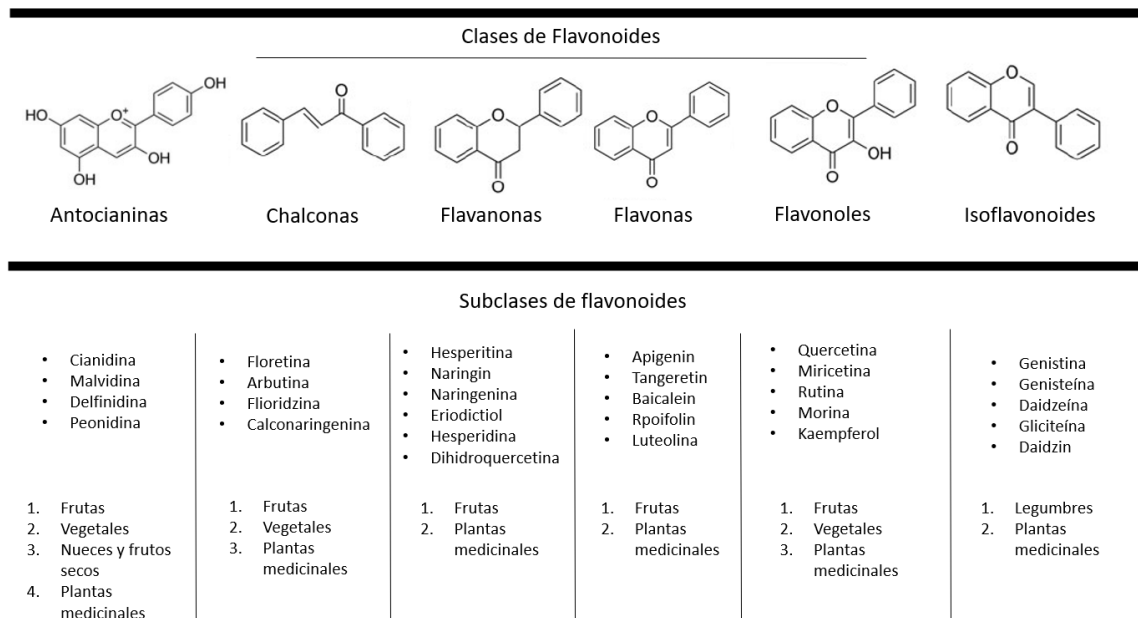 Clases de Flavonoides
OH
HO
O+
OH
OH
O
O
O
O
O
O
OH
O
O
O
Antocianinas
Chalconas
Flavanonas
Flavonas
Flavonoles
Isoflavonoides
Subclases de flavonoides
• Cianidina
• Malvidina
• Delfinidina
• Peonidina
• Floretina
• Arbutina
• Flioridzina
• Calconaringenina
• Hesperitina
• Naringin
• Naringenina
• Eriodictiol
• Hesperidina
• Dihidroquercetina
• Apigenin
• Tangeretin
• Baicalein
• Rpoifolin
• Luteolina
• Quercetina
• Miricetina
• Rutina
• Morina
• Kaempferol
• Genistina
• Genisteína
• Daidzeína
• Gliciteína
• Daidzin
1. Frutas
2. Vegetales
3. Nueces y frutos
secos
4. Plantas
medicinales
1. Frutas
2. Vegetales
3. Plantas
medicinales
1. Frutas
2. Plantas
medicinales
1. Frutas
2. Plantas
medicinales
1. Frutas
2. Vegetales
3. Plantas
medicinales
1. Legumbres
2. Plantas
medicinales